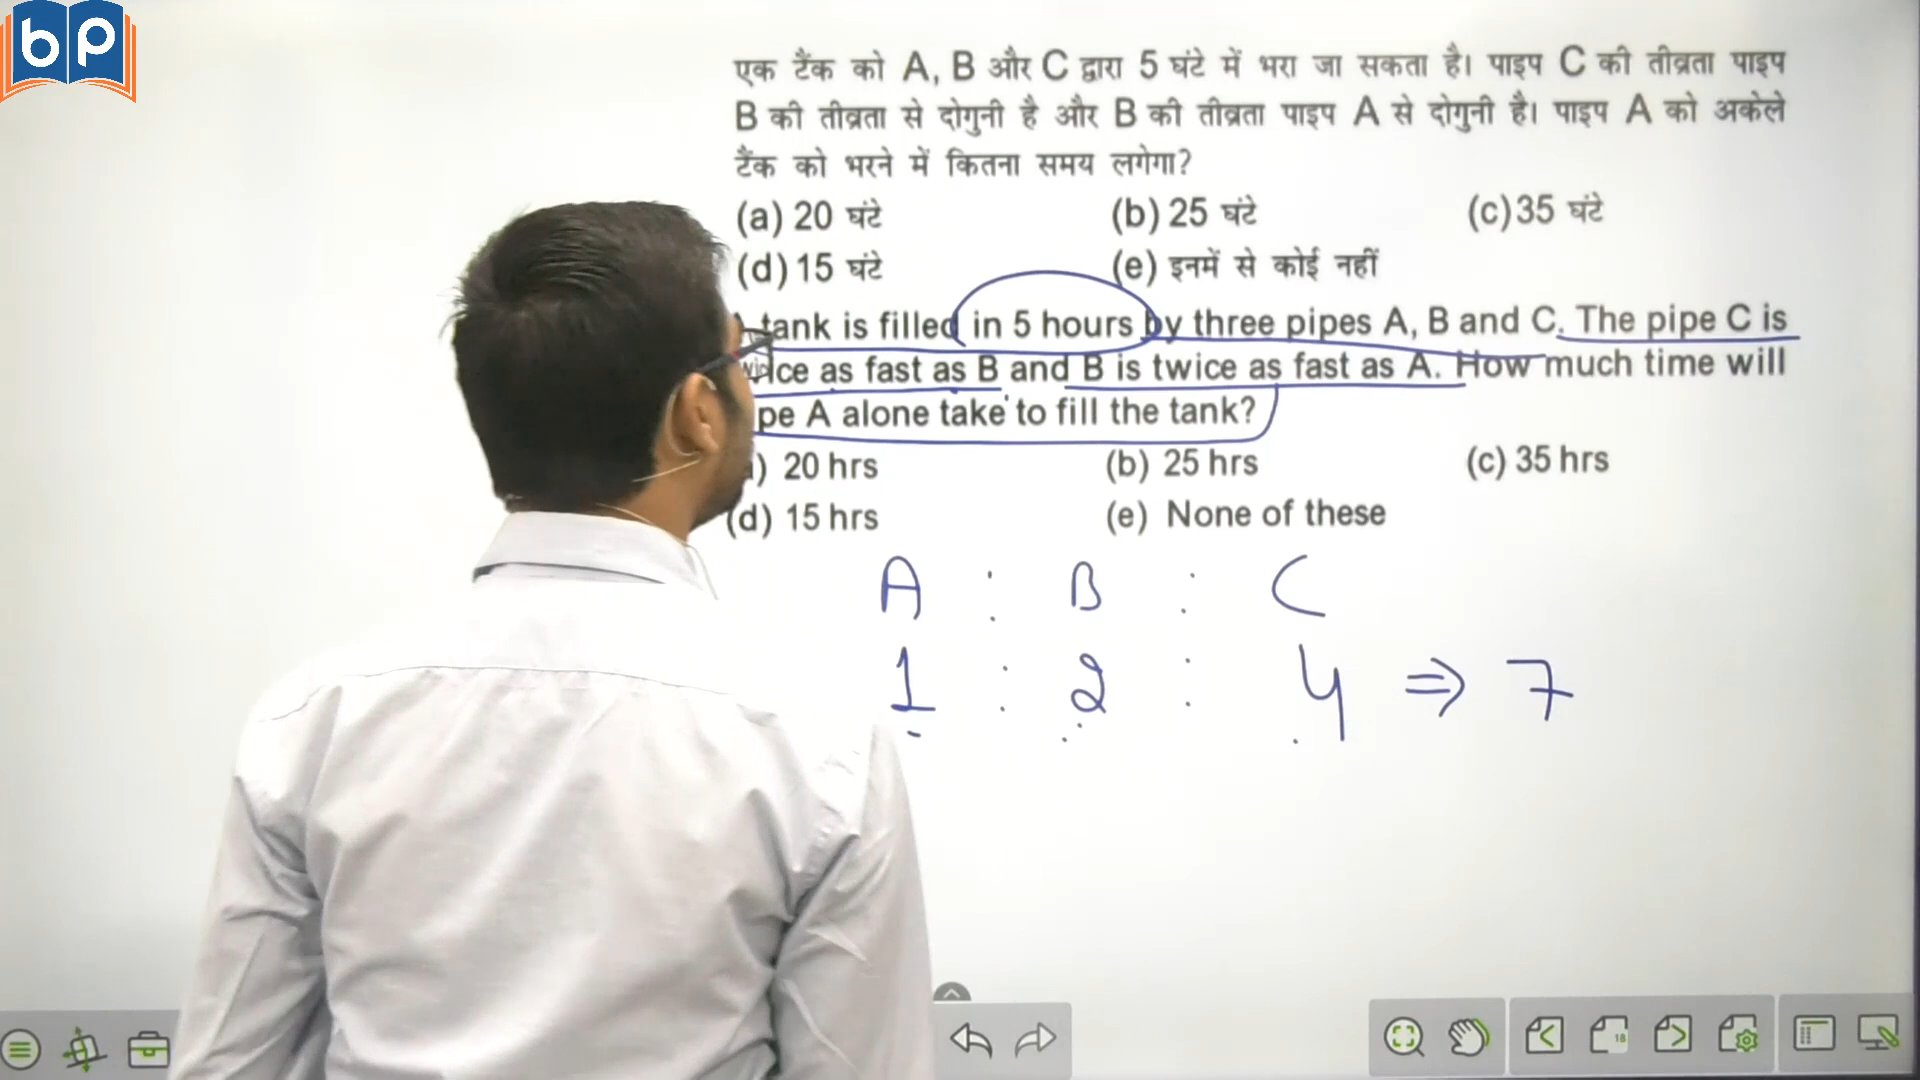 bp
एक टैंक को A, B और C द्वारा 5 घंटे में भरा जा सकता है। पाइप C की तीव्रता पाइप
B की तीव्रता से दोगुनी है और B की तीव्रता पाइप A से दोगुनी है। पाइप A को अकेले
टैंक को भरने में कितना समय लगेगा?
(a) 20 घंटे (b) 25 घंटे (c) 35 घंटे
(d) 15 घंटे (e) इनमें से कोई नहीं
tank is filled in 5 hours by three pipes A, B and C. The pipe C is
as fast as B and B is twice as fast as A. How much time will
A alone take to fill the tank?
20 hrs (b) 25 hrs (c) 35 hrs
(d) 15 hrs (e) None of these
A : B : C
1 : 2 : 4 ⇒ 7
18